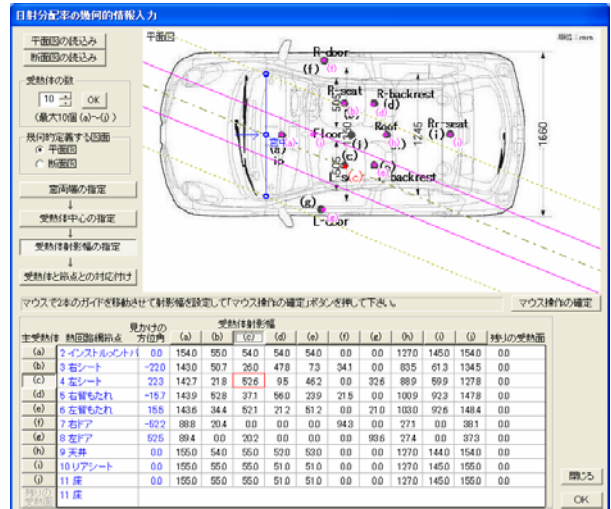 日射分配率の幾何的情報入力
平面図の読込み
断面図の読込み
受熱体の数
10 OK
(最大10個(a)~(j))
幾何的定義する図面
平面図
断面図
窓両端の指定
↓
受熱体中心の指定
↓
受熱体射影幅の指定
↓
受熱体と節点との対応付け
平面図
単位:mm
R-door
(f) (f)
R-seat
(b)
R-backrest
(d)
Floor
(j)
Roof
(h)
Rr-seat
(i)
(i)
(a)
(c)
(c)
(e)
backrest
(g)
L-door
505
505
1245
1660
マウスで2本のガイドを移動させて射影幅を設定して「マウス操作の確定」ボタンを押して下さい。
マウス操作の確定
主受熱体 熱回路網節点 見かけの方位角 受熱体射影幅 残りの受熱面
(a) (b) (c) (d) (e) (f) (g) (h) (i) (j)
(a) 2 インストルメントパ 0.0 154.0 55.0 54.0 54.0 54.0 0.0 0.0 127.0 145.0 154.0 0.0
(b) 3 右シート -22.0 143.0 50.7 26.0 47.8 7.3 34.1 0.0 83.5 61.3 134.5 0.0
(c) 4 左シート 22.3 142.7 21.8 52.6 9.5 46.2 0.0 32.6 88.9 59.9 127.8 0.0
(d) 5 右背もたれ -15.7 143.9 52.8 37.1 56.0 23.9 21.5 0.0 100.9 92.3 147.8 0.0
(e) 6 左背もたれ 15.5 143.6 34.4 52.1 21.2 51.2 0.0 21.0 103.0 92.6 148.4 0.0
(f) 7 右ドア -52.2 88.8 20.4 0.0 0.0 0.0 94.3 0.0 27.1 0.0 38.1 0.0
(g) 8 左ドア 52.5 89.4 0.0 20.2 0.0 0.0 0.0 93.6 27.4 0.0 37.3 0.0
(h) 9 天井 0.0 155.0 54.0 55.0 52.0 53.0 0.0 0.0 127.0 144.0 154.0 0.0
(i) 10 リアシート 0.0 155.0 55.0 55.0 51.0 51.0 0.0 0.0 127.0 145.0 155.0 0.0
(j) 11 床 0.0 155.0 55.0 55.0 51.0 51.0 0.0 0.0 127.0 145.0 155.0 0.0
残りの受熱面 11 床
閉じる
OK